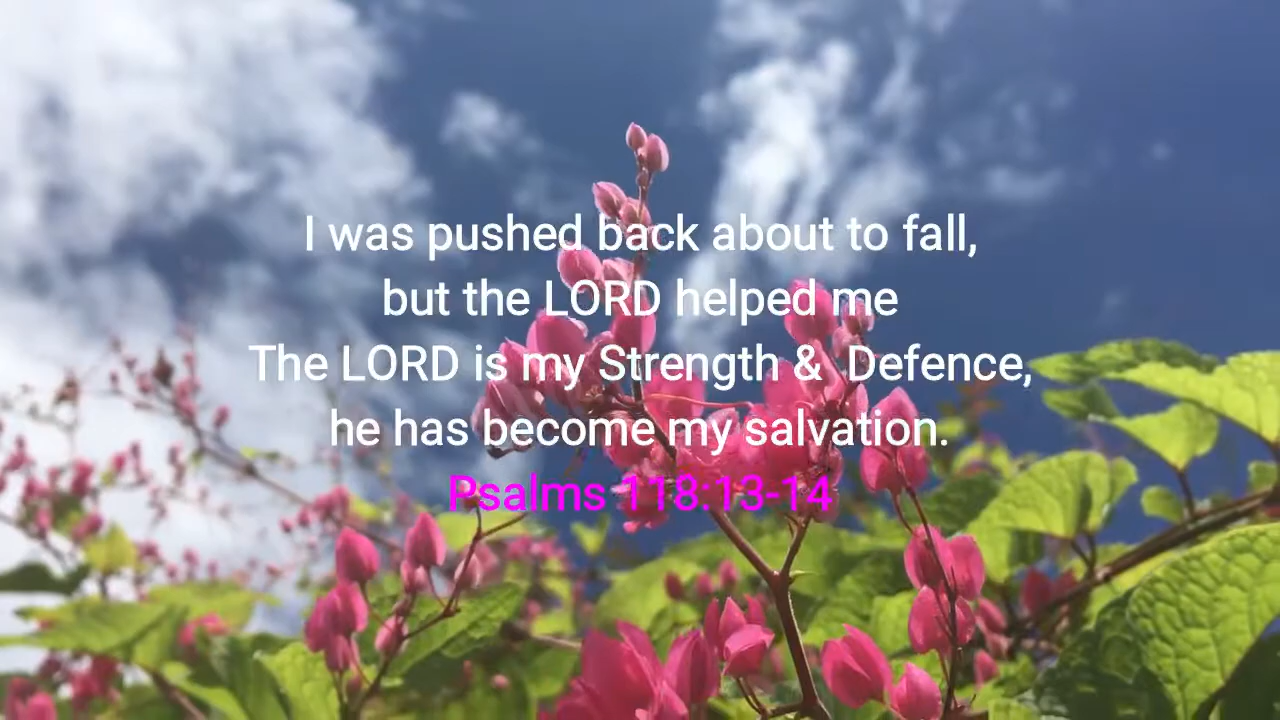 I was pushed back about to fall,
but the LORD helped me
The LORD is my Strength &  Defence,
he has become my salvation.
Psalms 118:13-14